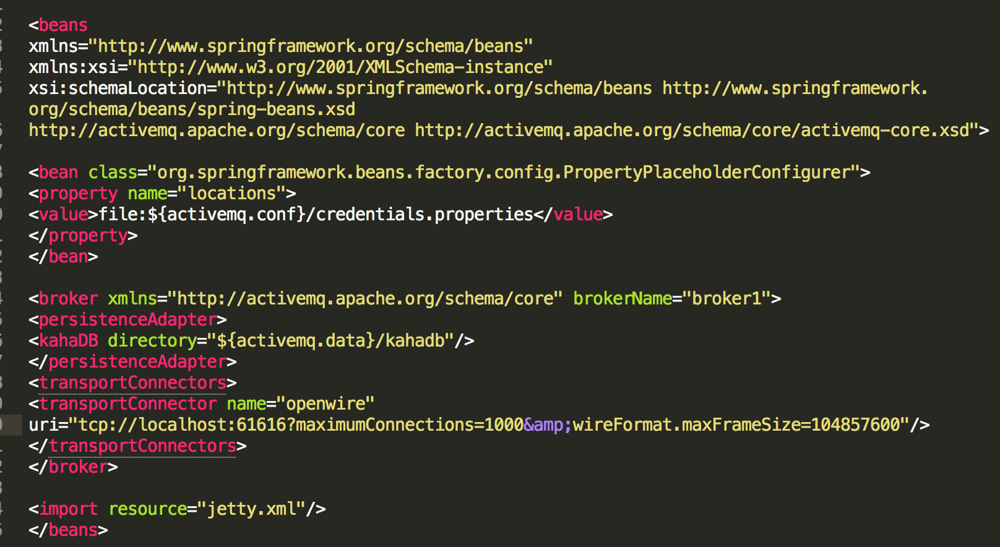 <beans
xmlns="http://www.springframework.org/schema/beans"
xmlns:xsi="http://www.w3.org/2001/XMLSchema-instance"
xsi:schemaLocation="http://www.springframework.org/schema/beans http://www.springframework.
org/schema/beans/spring-beans.xsd
http://activemq.apache.org/schema/core http://activemq.apache.org/schema/core/activemq-core.xsd">
<bean class="org.springframework.beans.factory.config.PropertyPlaceholderConfigurer">
<property name="locations">
<value>file:${activemq.conf}/credentials.properties</value>
</property>
</bean>
<broker xmlns="http://activemq.apache.org/schema/core" brokerName="broker1">
<persistenceAdapter>
<kahaDB directory="${activemq.data}/kahadb"/>
</persistenceAdapter>
<transportConnectors>
<transportConnector name="openwire"
uri="tcp://localhost:61616?maximumConnections=1000&amp;wireFormat.maxFrameSize=104857600"/>
</transportConnectors>
</broker>
<import resource="jetty.xml"/>
</beans>